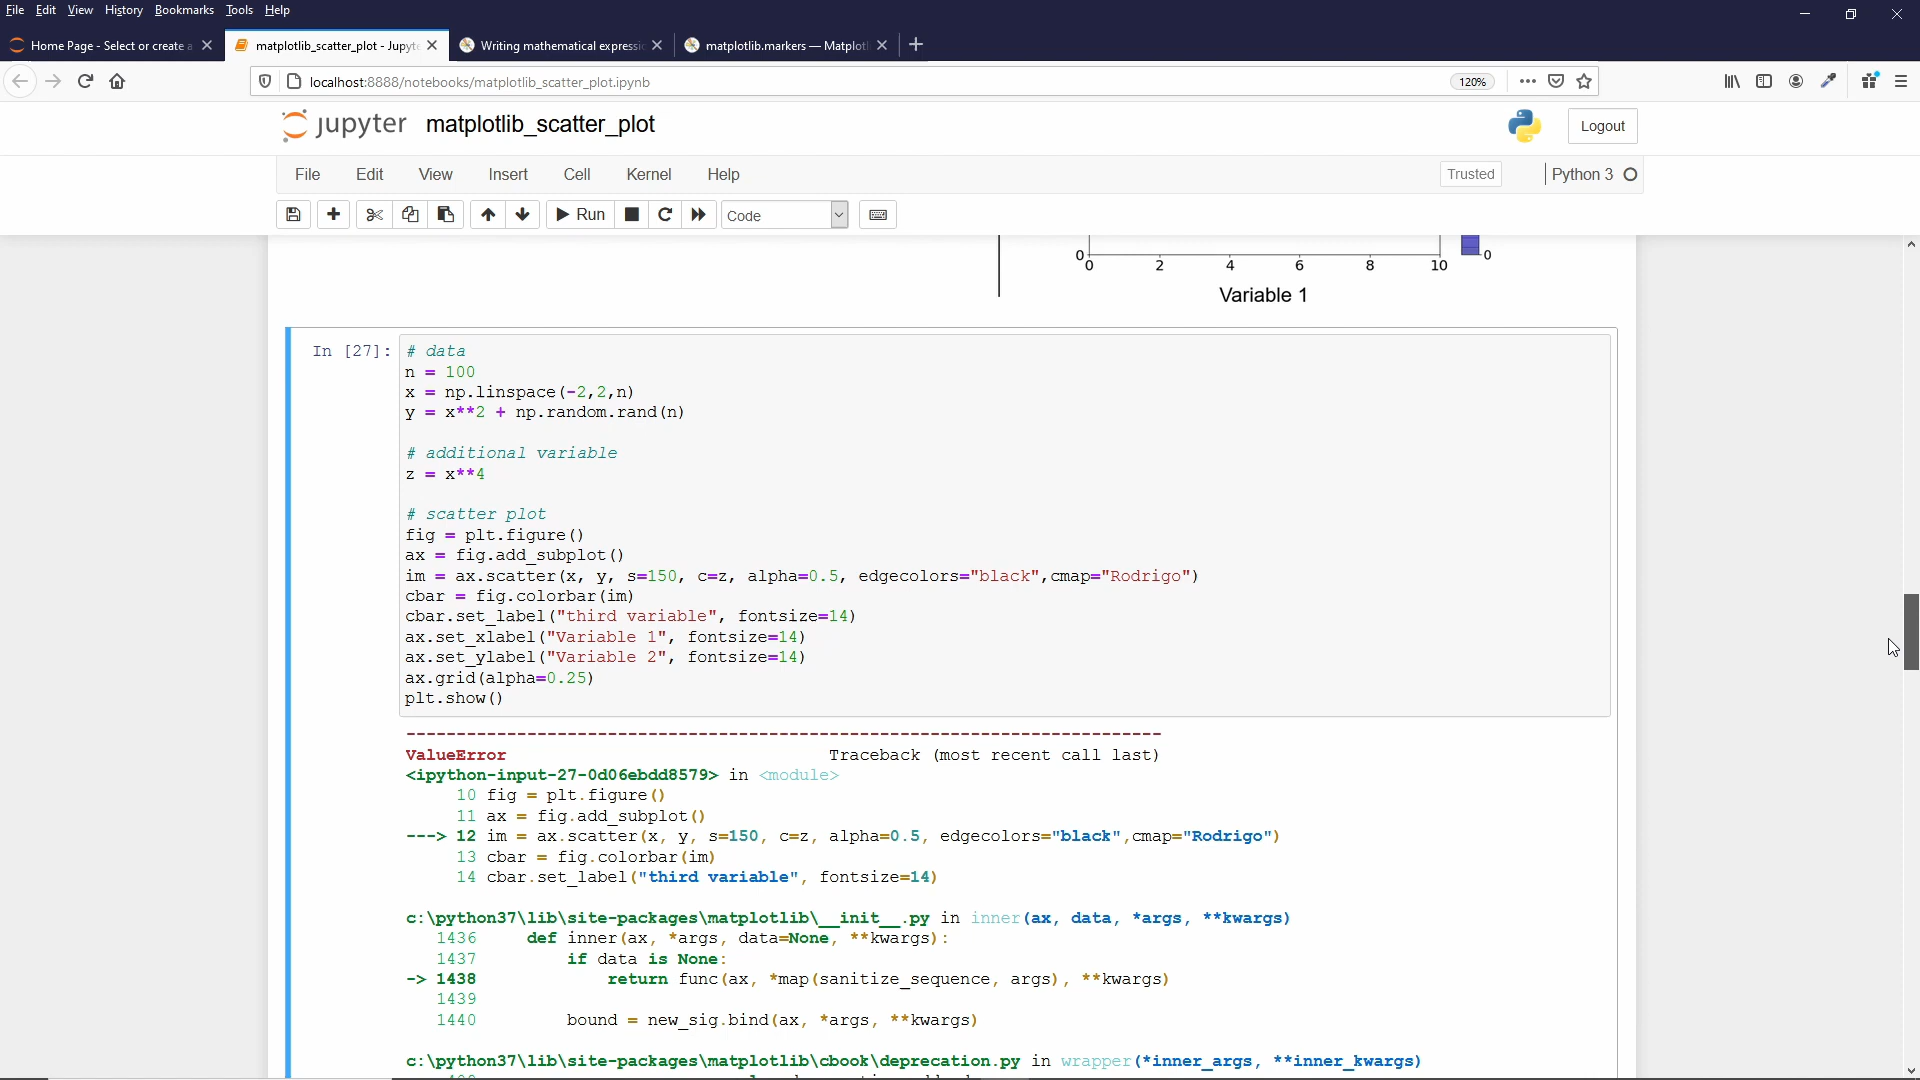 File Edit View History Bookmarks Tools Help
Home Page - Select or create a
matplotlib_scatter_plot - Jupyte
Writing mathematical expressio
matplotlib.markers — Matplotl
localhost:8888/notebooks/matplotlib_scatter_plot.ipynb
120%
jupyter matplotlib_scatter_plot
Logout
File Edit View Insert Cell Kernel Help
Trusted
Python 3
Run
Code
0
0 2 4 6 8 10
0
Variable 1
In [27]:
# data
n = 100
x = np.linspace(-2,2,n)
y = x**2 + np.random.rand(n)
# additional variable
z = x**4
# scatter plot
fig = plt.figure()
ax = fig.add_subplot()
im = ax.scatter(x, y, s=150, c=z, alpha=0.5, edgecolors="black",cmap="Rodrigo")
cbar = fig.colorbar(im)
cbar.set_label("third variable", fontsize=14)
ax.set_xlabel("Variable 1", fontsize=14)
ax.set_ylabel("Variable 2", fontsize=14)
ax.grid(alpha=0.25)
plt.show()
---------------------------------------------------------------------------
ValueError Traceback (most recent call last)
<ipython-input-27-0d06ebdd8579> in <module>
10 fig = plt.figure()
11 ax = fig.add_subplot()
---> 12 im = ax.scatter(x, y, s=150, c=z, alpha=0.5, edgecolors="black",cmap="Rodrigo")
13 cbar = fig.colorbar(im)
14 cbar.set_label("third variable", fontsize=14)
c:\python37\lib\site-packages\matplotlib\__init__.py in inner(ax, data, *args, **kwargs)
1436 def inner(ax, *args, data=None, **kwargs):
1437 if data is None:
-> 1438 return func(ax, *map(sanitize_sequence, args), **kwargs)
1439
1440 bound = new_sig.bind(ax, *args, **kwargs)
c:\python37\lib\site-packages\matplotlib\cbook\deprecation.py in wrapper(*inner_args, **inner_kwargs)